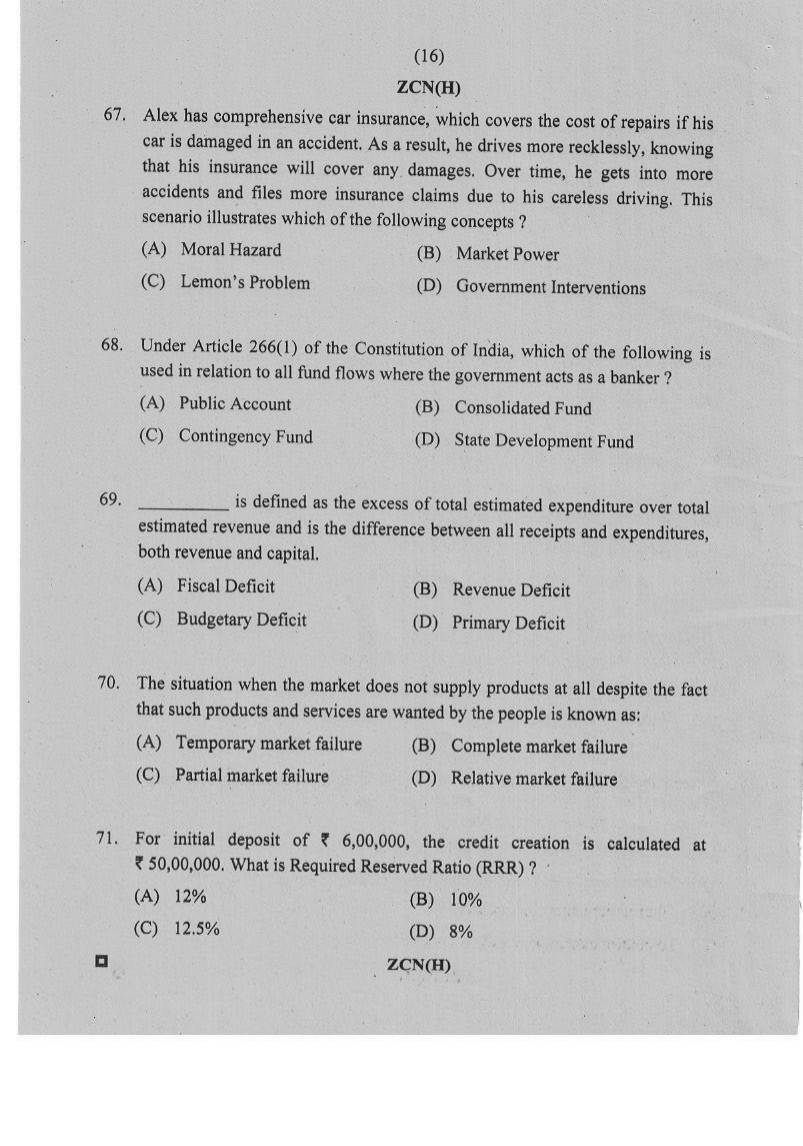 (16)
ZCN(H)
67. Alex has comprehensive car insurance, which covers the cost of repairs if his
car is damaged in an accident. As a result, he drives more recklessly, knowing
that his insurance will cover any damages. Over time, he gets into more
accidents and files more insurance claims due to his careless driving. This
scenario illustrates which of the following concepts ?
(A) Moral Hazard (B) Market Power
(C) Lemon's Problem (D) Government Interventions
68. Under Article 266(1) of the Constitution of India, which of the following is
used in relation to all fund flows where the government acts as a banker ?
(A) Public Account (B) Consolidated Fund
(C) Contingency Fund (D) State Development Fund
69. __________ is defined as the excess of total estimated expenditure over total
estimated revenue and is the difference between all receipts and expenditures,
both revenue and capital.
(A) Fiscal Deficit (B) Revenue Deficit
(C) Budgetary Deficit (D) Primary Deficit
70. The situation when the market does not supply products at all despite the fact
that such products and services are wanted by the people is known as:
(A) Temporary market failure (B) Complete market failure
(C) Partial market failure (D) Relative market failure
71. For initial deposit of ₹ 6,00,000, the credit creation is calculated at
₹ 50,00,000. What is Required Reserved Ratio (RRR) ?
(A) 12% (B) 10%
(C) 12.5% (D) 8%
ZCN(H)